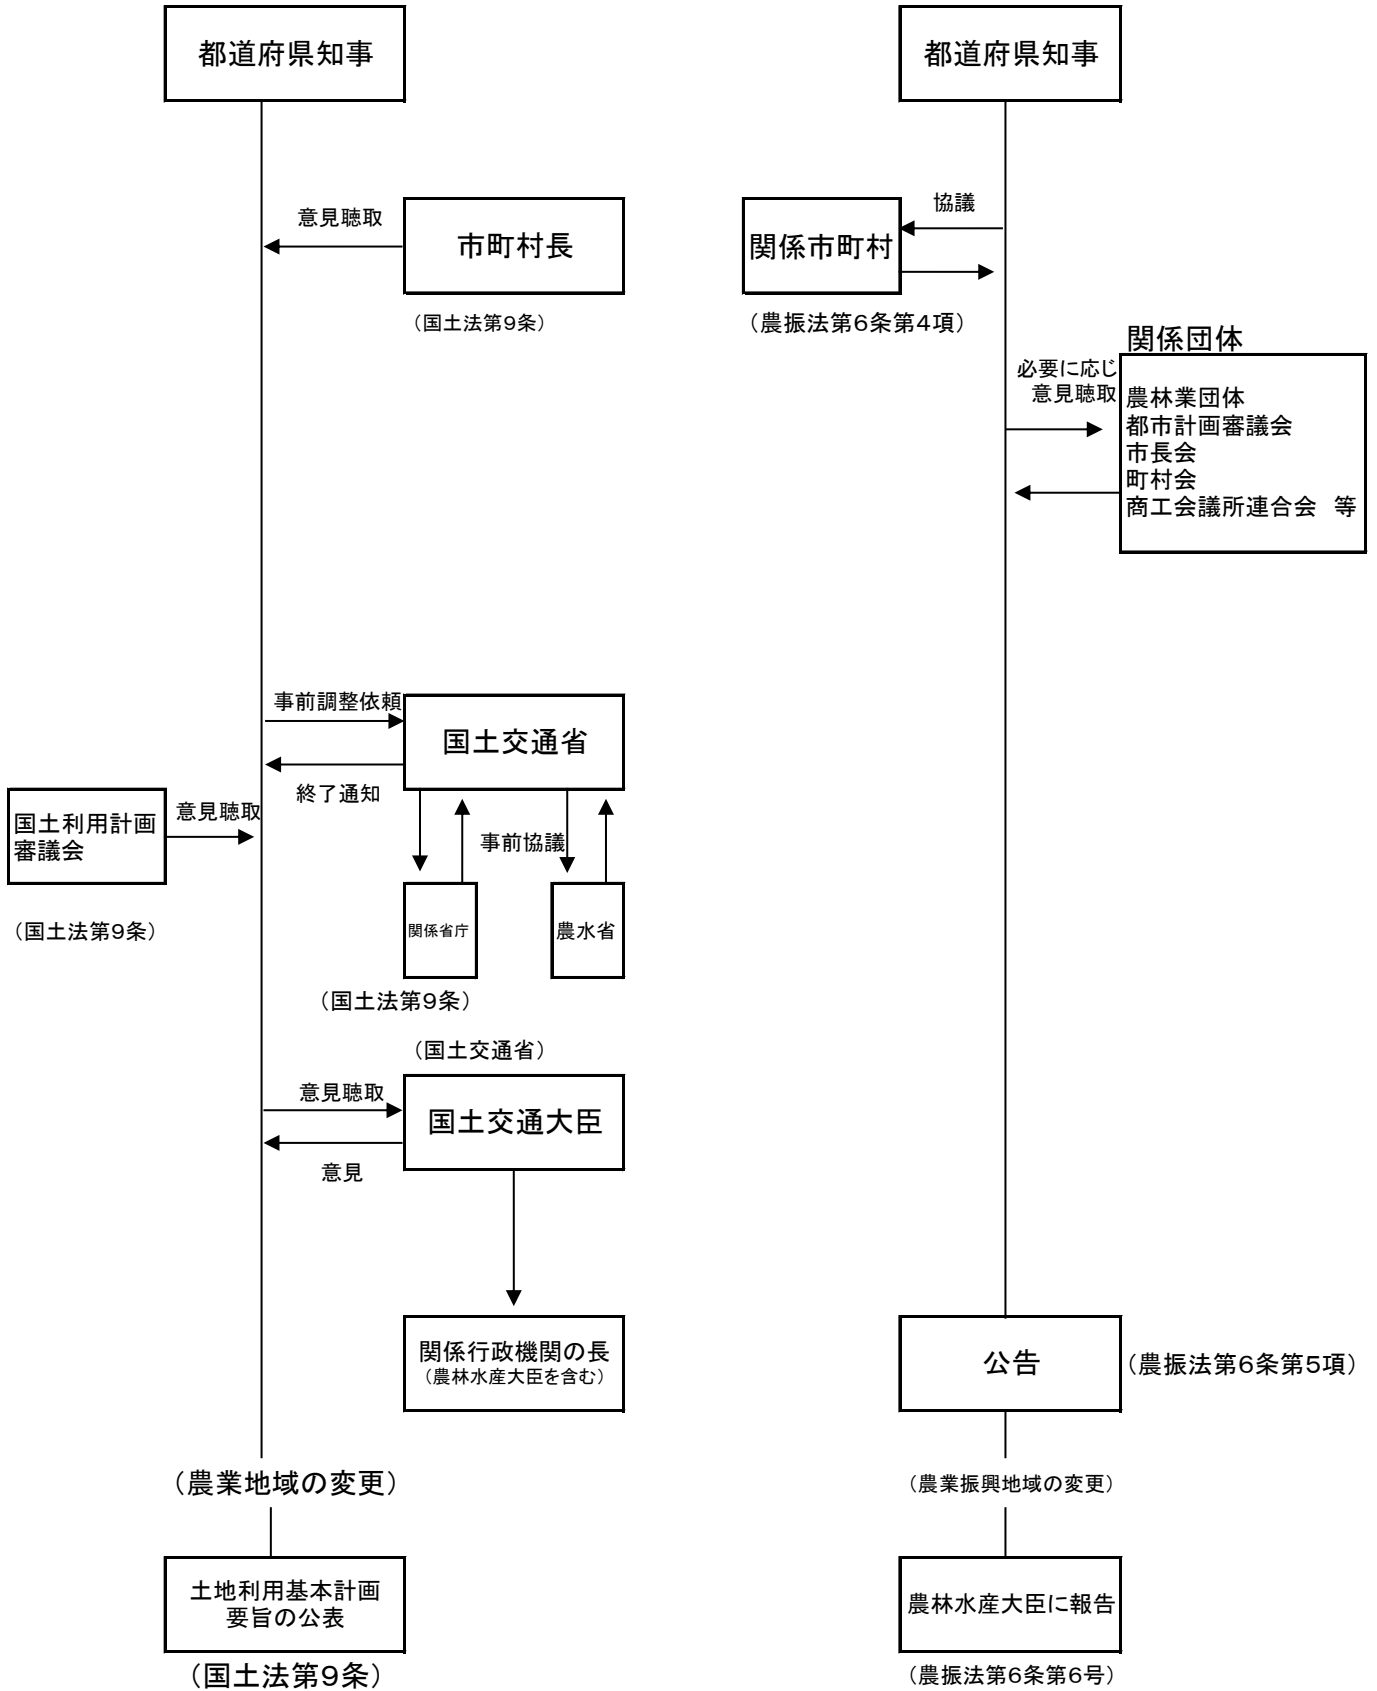 都道府県知事
意見聴取
市町村長
（国土法第９条）
事前調整依頼
国土交通省
終了通知
意見聴取
国土利用計画
審議会
（国土法第９条）
事前協議
関係省庁
農水省
（国土法第９条）
（国土交通省）
意見聴取
国土交通大臣
意見
関係行政機関の長
（農林水産大臣を含む）
（農業地域の変更）
土地利用基本計画
要旨の公表
（国土法第９条）
都道府県知事
協議
関係市町村
（農振法第６条第４項）
関係団体
必要に応じ
意見聴取
農林業団体
都市計画審議会
市長会
町村会
商工会議所連合会　等
公告
（農振法第６条第５項）
（農業振興地域の変更）
農林水産大臣に報告
（農振法第６条第６号）